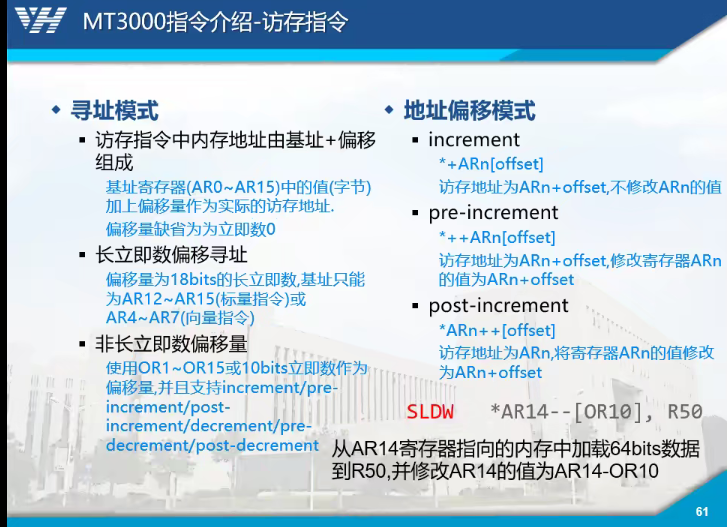 MT3000指令介绍-访存指令
寻址模式
访存指令中内存地址由基址+偏移
组成
基址寄存器(AR0~AR15)中的值(字节)
加上偏移量作为实际的访存地址.
偏移量缺省为为立即数0
长立即数偏移寻址
偏移量为18bits的长立即数,基址只能
为AR12~AR15(标量指令)或
AR4~AR7(向量指令)
非长立即数偏移量
使用OR1~OR15或10bits立即数作为
偏移量,并且支持increment/pre-
increment/post-
increment/decrement/pre-
decrement/post-decrement
地址偏移模式
increment
*+ARn[offset]
访存地址为ARn+offset,不修改ARn的值
pre-increment
*++ARn[offset]
访存地址为ARn+offset,修改寄存器ARn
的值为ARn+offset
post-increment
*ARn++[offset]
访存地址为ARn,将寄存器ARn的值修改
为ARn+offset
SLDW *AR14--[OR10], R50
从AR14寄存器指向的内存中加载64bits数据
到R50,并修改AR14的值为AR14-OR10
61